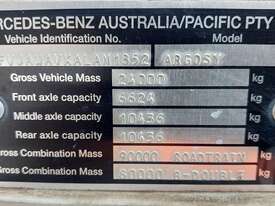 RCEDES-BENZ AUSTRALIA/PACIFIC PTY
Vehicle Identification No. Model
ARGOSY
Gross Vehicle Mass 24000 kg
Front axle capacity 6624 kg
Middle axle capacity 10436 kg
Rear axle capacity 10436 kg
Gross Combination Mass 90000 ROADTRAIN kg
Gross Combination Mass 80000 B-DOUBLE kg